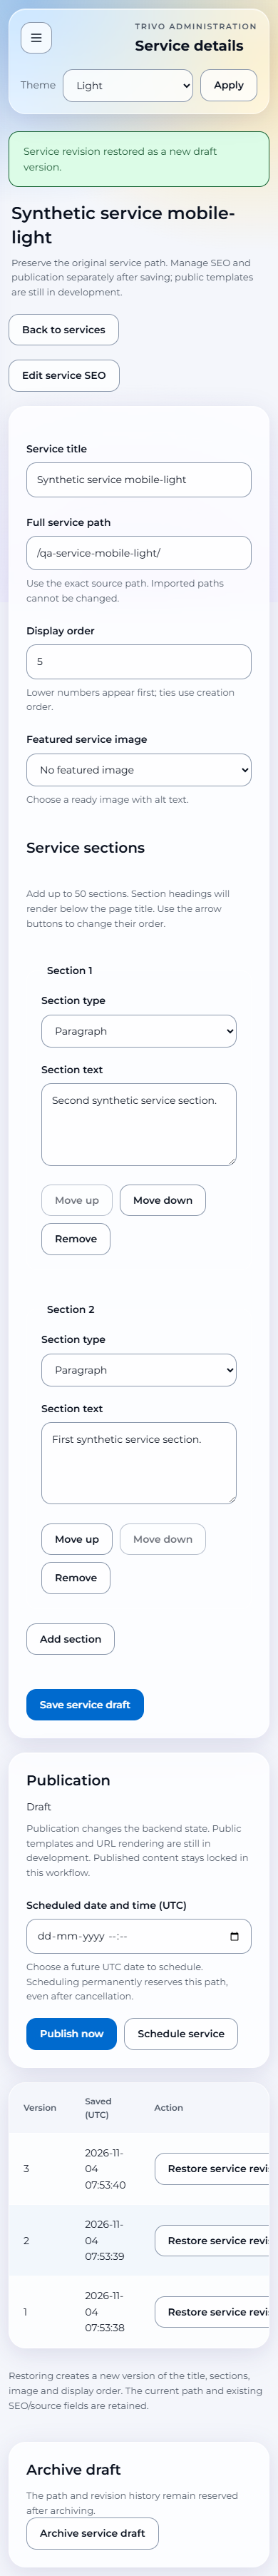 TRIVO ADMINISTRATION
Service details
Theme
Light
Apply
Service revision restored as a new draft
version.
Synthetic service mobile-
light
Preserve the original service path. Manage SEO and
publication separately after saving; public templates
are still in development.
Back to services
Edit service SEO
Service title
Synthetic service mobile-light
Full service path
/qa-service-mobile-light/
Use the exact source path. Imported paths
cannot be changed.
Display order
5
Lower numbers appear first; ties use creation
order.
Featured service image
No featured image
Choose a ready image with alt text.
Service sections
Add up to 50 sections. Section headings will
render below the page title. Use the arrow
buttons to change their order.
Section 1
Section type
Paragraph
Section text
Second synthetic service section.
Move up
Move down
Remove
Section 2
Section type
Paragraph
Section text
First synthetic service section.
Move up
Move down
Remove
Add section
Save service draft
Publication
Draft
Publication changes the backend state. Public
templates and URL rendering are still in
development. Published content stays locked in
this workflow.
Scheduled date and time (UTC)
dd-mm-yyyy --:--
Choose a future UTC date to schedule.
Scheduling permanently reserves this path,
even after cancellation.
Publish now
Schedule service
Version
Saved
(UTC)
Action
3
2026-11-
04
07:53:40
Restore service revis
2
2026-11-
04
07:53:39
Restore service revis
1
2026-11-
04
07:53:38
Restore service revis
Restoring creates a new version of the title, sections,
image and display order. The current path and existing
SEO/source fields are retained.
Archive draft
The path and revision history remain reserved
after archiving.
Archive service draft